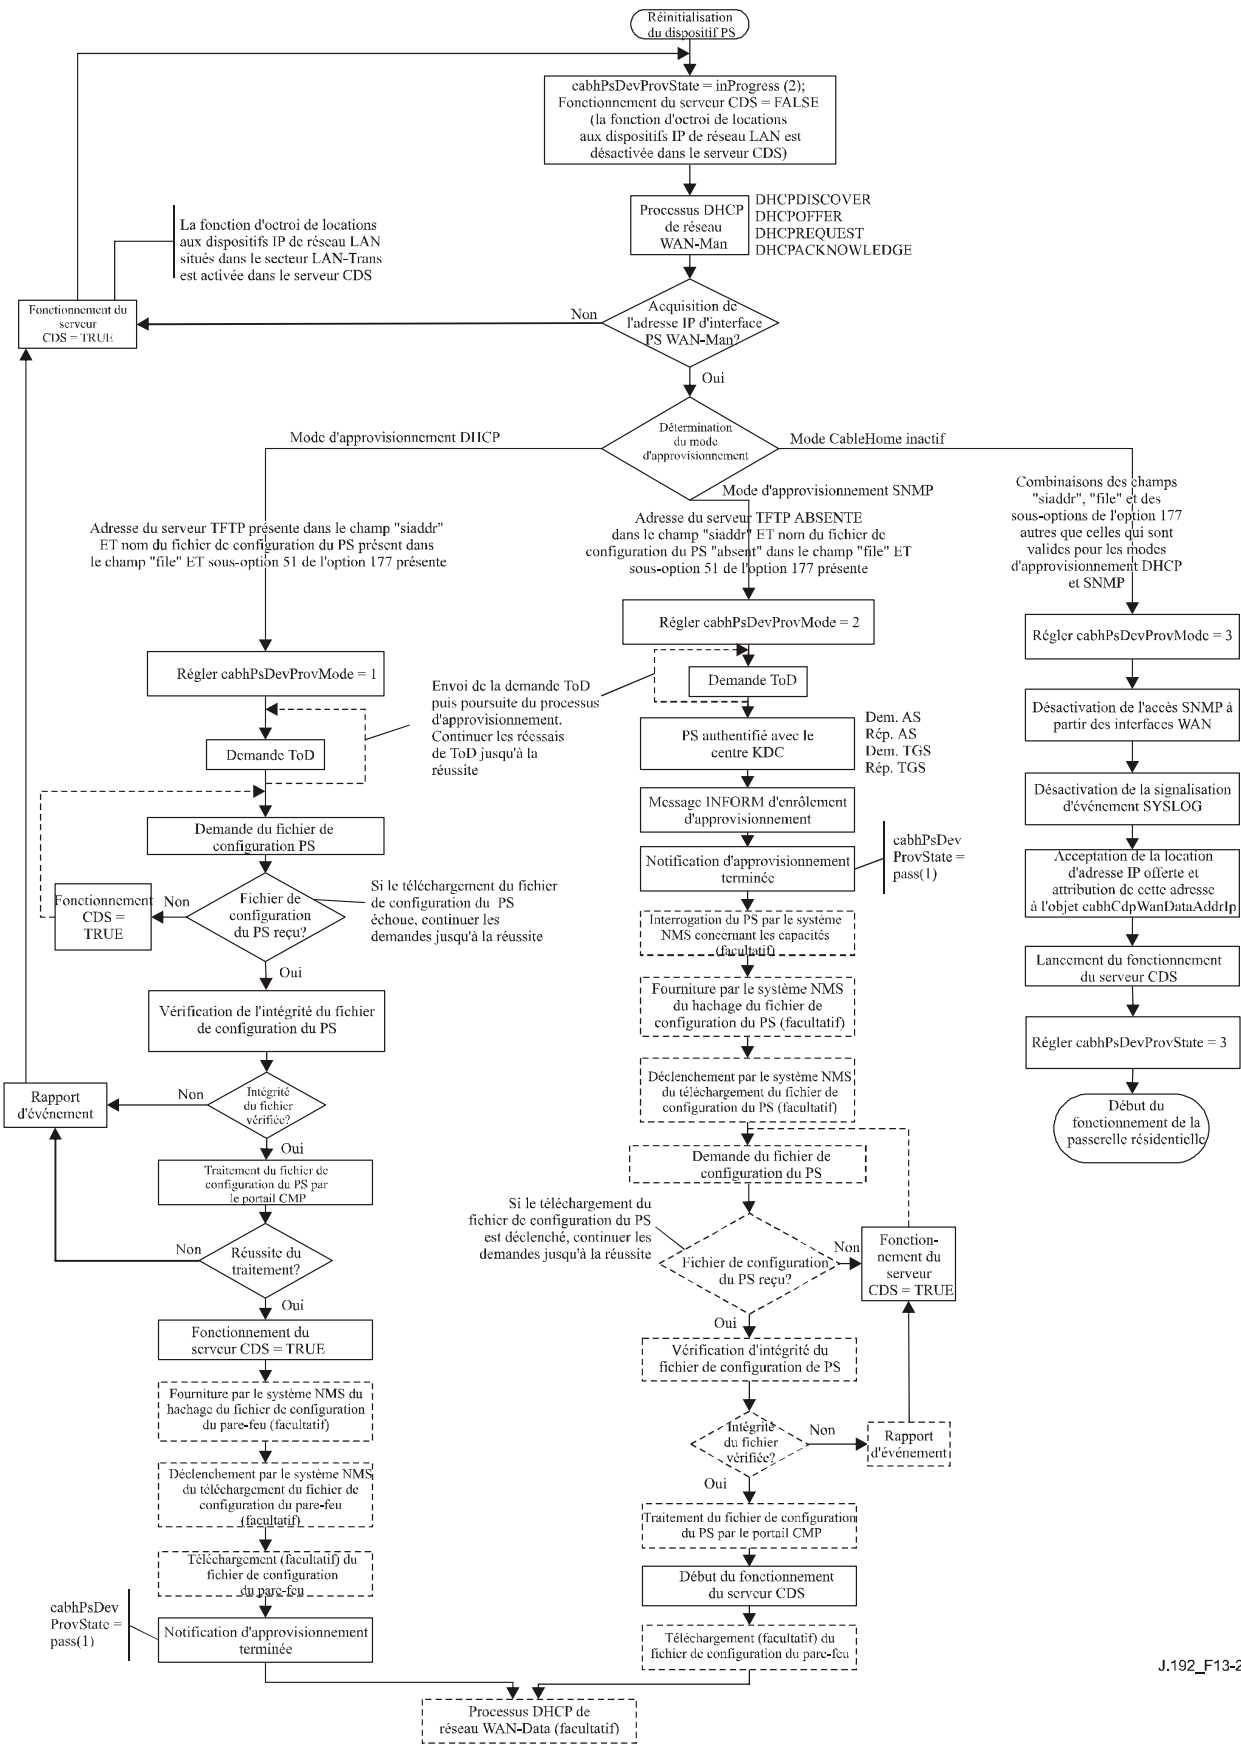 Réinitialisation
du dispositif PS
cabhPsDevProvState = inProgress (2);
Fonctionnement du serveur CDS = FALSE
(la fonction d'octroi de locations
aux dispositifs IP de réseau LAN est
désactivée dans le serveur CDS)
Processus DHCP
de réseau
WAN-Man
DHCPDISCOVER
DHCPOFFER
DHCPREQUEST
DHCPACKNOWLEDGE
La fonction d'octroi de locations
aux dispositifs IP de réseau LAN
situés dans le secteur LAN-Trans
est activée dans le serveur CDS
Fonctionnement du
serveur
CDS = TRUE
Non
Acquisition de
l'adresse IP d'interface
PS WAN-Man?
Oui
Détermination
du mode
d'approvisionnement
Mode d'approvisionnement DHCP
Mode CableHome inactif
Mode d'approvisionnement SNMP
Adresse du serveur TFTP présente dans le champ "siaddr"
ET nom du fichier de configuration du PS présent dans
le champ "file" ET sous-option 51 de l'option 177 présente
Adresse du serveur TFTP ABSENTE
dans le champ "siaddr" ET nom du fichier de
configuration du PS "absent" dans le champ "file" ET
sous-option 51 de l'option 177 présente
Combinaisons des champs
"siaddr", "file" et des
sous-options de l'option 177
autres que celles qui sont
valides pour les modes
d'approvisionnement DHCP
et SNMP
Régler cabhPsDevProvMode = 1
Demande ToD
Envoi de la demande ToD
puis poursuite du processus
d'approvisionnement.
Continuer les réessais
de ToD jusqu'à la
réussite
Demande du fichier de
configuration PS
Fonctionnement
CDS =
TRUE
Non
Fichier de
configuration
du PS reçu?
Si le téléchargement du fichier
de configuration du PS
échoue, continuer les
demandes jusqu'à la réussite
Oui
Vérification de l'intégrité du fichier
de configuration du PS
Rapport
d'événement
Non
Intégrité
du fichier
vérifiée?
Oui
Traitement du fichier de
configuration du PS par
le portail CMP
Non
Réussite du
traitement?
Oui
Fonctionnement du
serveur CDS = TRUE
Fourniture par le système NMS du
hachage du fichier de configuration
du pare-feu (facultatif)
Déclenchement par le système NMS
du téléchargement du fichier de
configuration du pare-feu
(facultatif)
Téléchargement (facultatif) du
fichier de configuration
du pare-feu
cabhPsDev
ProvState =
pass(1)
Notification d'approvisionnement
terminée
Régler cabhPsDevProvMode = 2
Demande ToD
PS authentifié avec le
centre KDC
Dem. AS
Rép. AS
Dem. TGS
Rép. TGS
Message INFORM d'enrôlement
d'approvisionnement
Notification d'approvisionnement
terminée
cabhPsDev
ProvState =
pass(1)
Interrogation du PS par le système
NMS concernant les capacités
(facultatif)
Fourniture par le système NMS
du hachage du fichier de
configuration du PS (facultatif)
Déclenchement par le système NMS
du téléchargement du fichier de
configuration du PS (facultatif)
Demande du fichier de
configuration du PS
Si le téléchargement du
fichier de configuration du PS
est déclenché, continuer les
demandes jusqu'à la réussite
Fichier de configuration
du PS reçu?
Non
Fonction-
nement du
serveur
CDS = TRUE
Oui
Vérification d'intégrité du
fichier de configuration de PS
Intégrité
du fichier
vérifiée?
Non
Rapport
d'événement
Oui
Traitement du fichier de configuration
du PS par le portail CMP
Début du fonctionnement
du serveur CDS
Téléchargement (facultatif) du
fichier de configuration du pare-feu
Régler cabhPsDevProvMode = 3
Désactivation de l'accès SNMP à
partir des interfaces WAN
Désactivation de la signalisation
d'événement SYSLOG
Acceptation de la location
d'adresse IP offerte et
attribution de cette adresse
à l'objet cabhCdpWanDataAddrIp
Lancement du fonctionnement
du serveur CDS
Régler cabhPsDevProvState = 3
Début du
fonctionnement de la
passerelle résidentielle
Processus DHCP de
réseau WAN-Data (facultatif)
J.192_F13-2